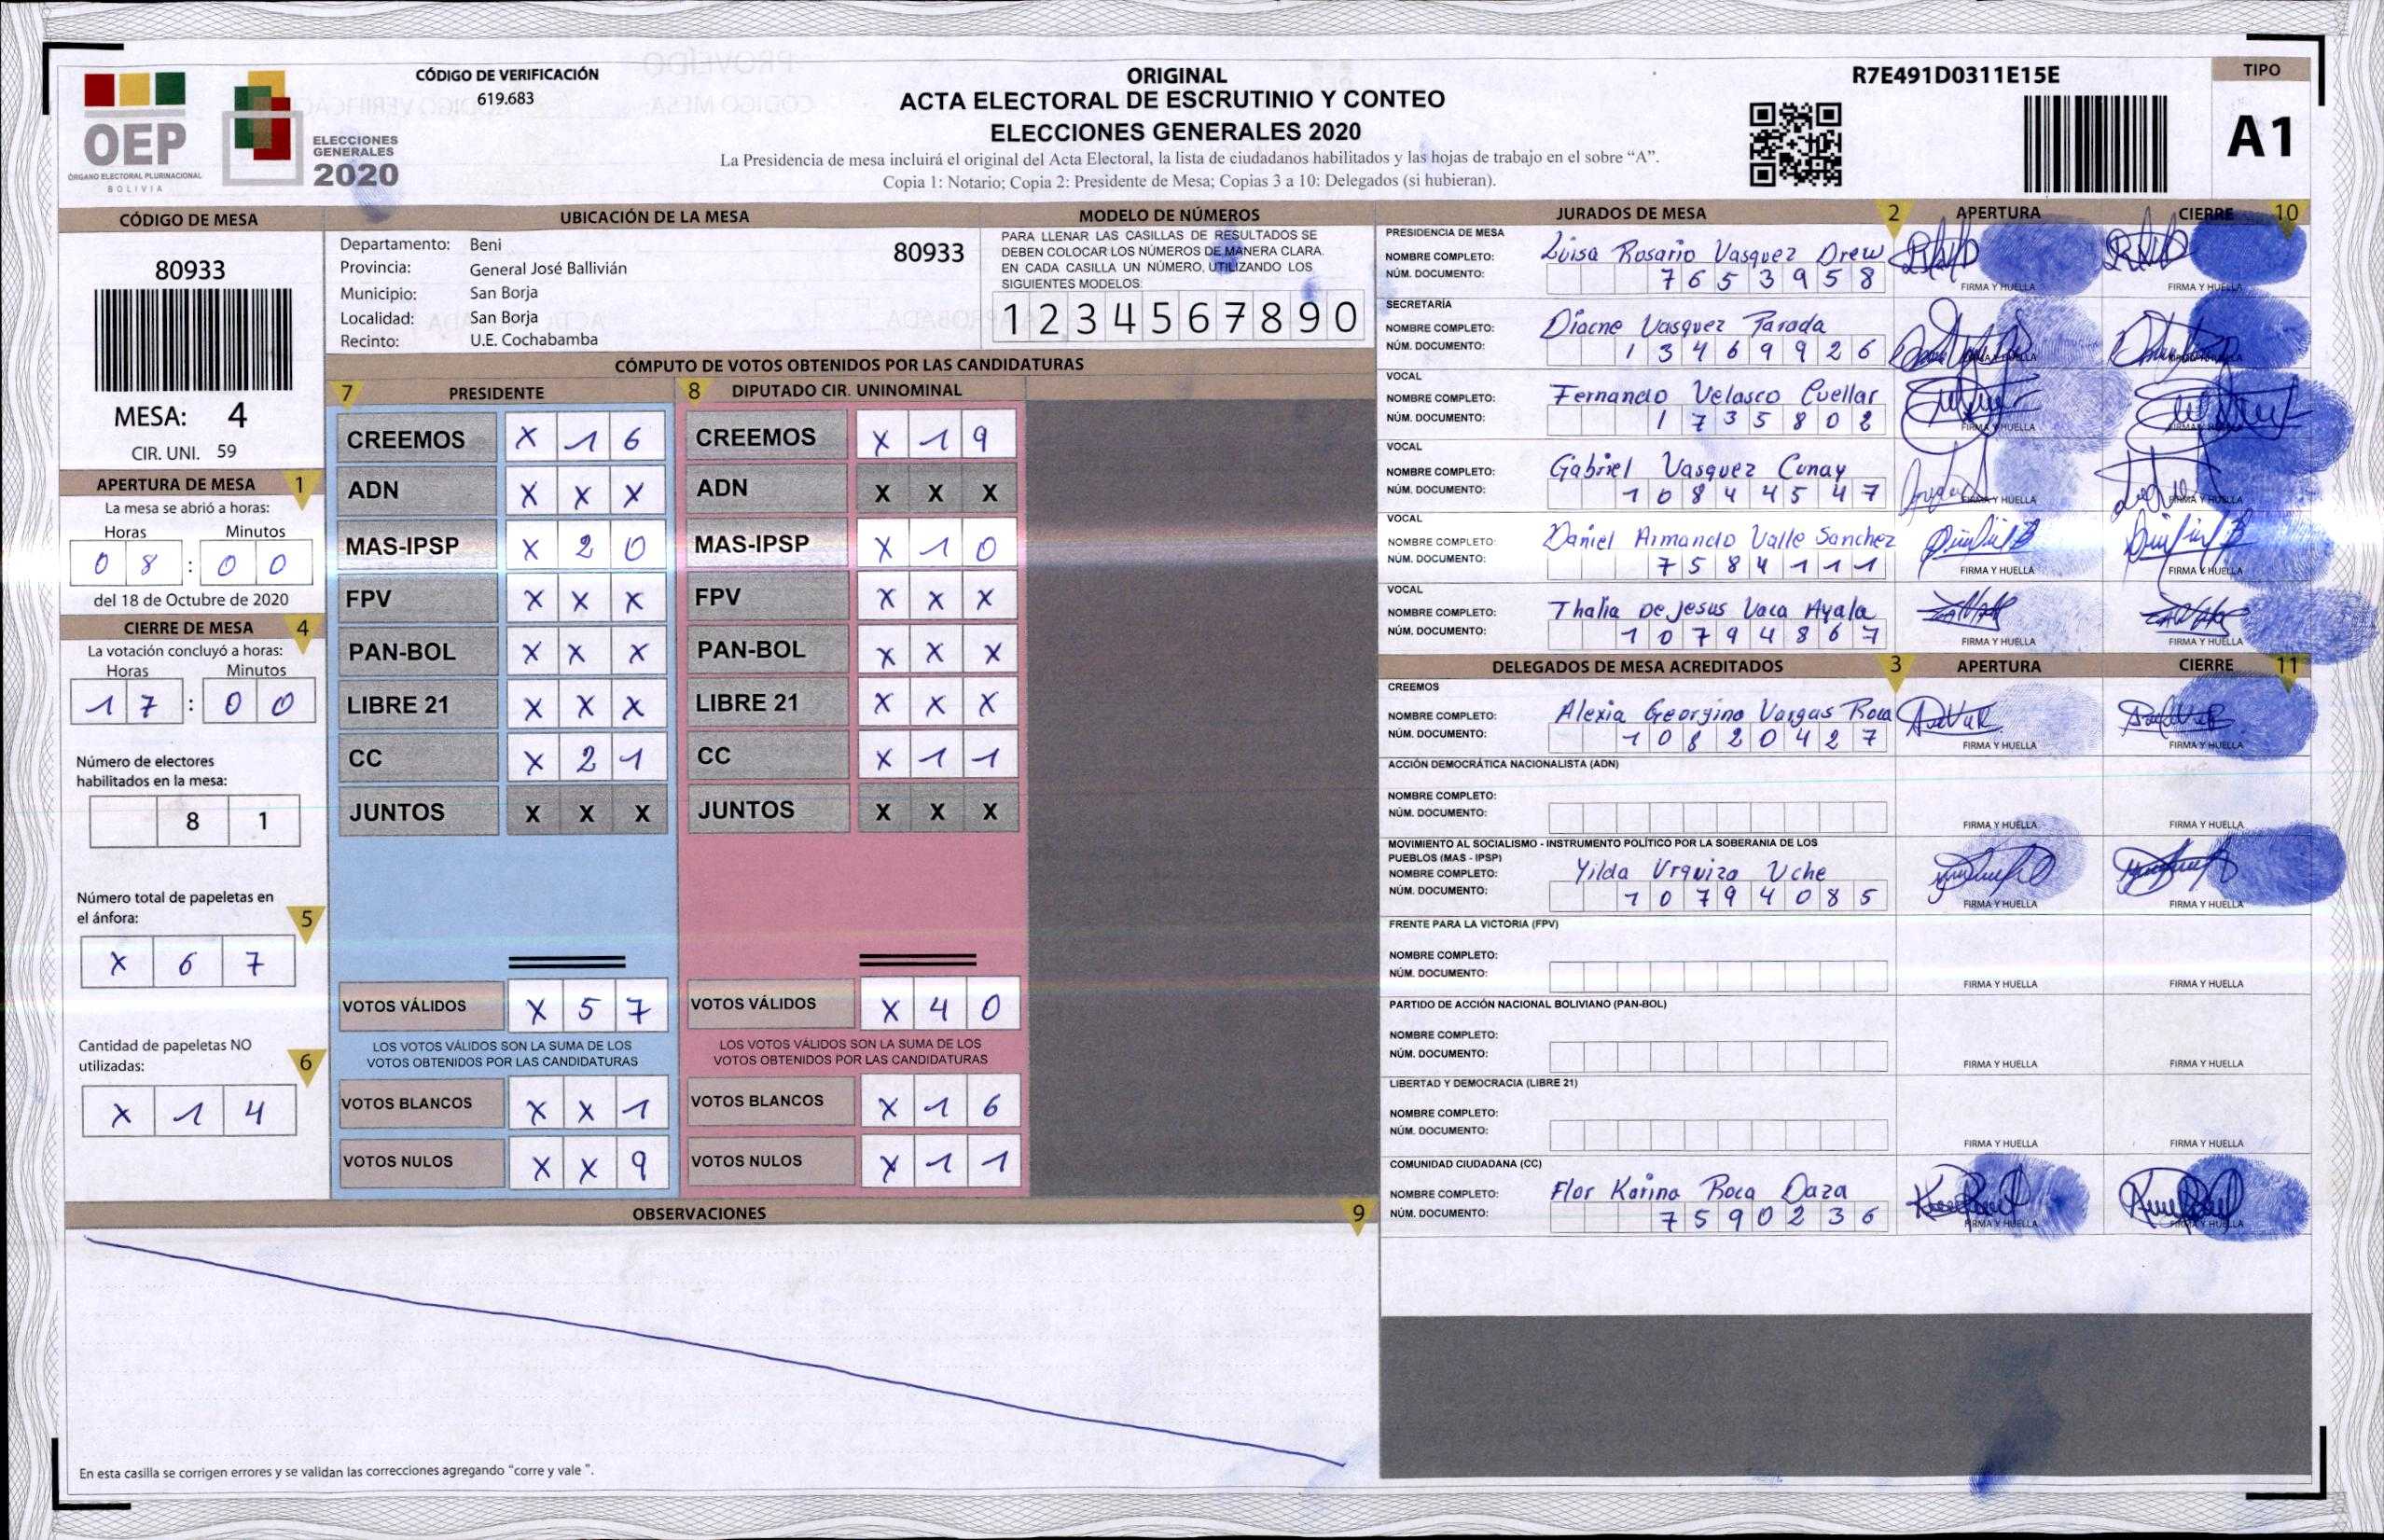 CÓDIGO DE VERIFICACIÓN
619.683
ORIGINAL
ACTA ELECTORAL DE ESCRUTINIO Y CONTEO
ELECCIONES GENERALES 2020
La Presidencia de mesa incluirá el original del Acta Electoral, la lista de ciudadanos habilitados y las hojas de trabajo en el sobre “A”.
Copia 1: Notario; Copia 2: Presidente de Mesa; Copias 3 a 10: Delegados (si hubieran).
R7E491D0311E15E
TIPO
A1
OEP
ÓRGANO ELECTORAL PLURINACIONAL
BOLIVIA
ELECCIONES
GENERALES
2020
CÓDIGO DE MESA
80933
MESA: 4
CIR. UNI. 59
UBICACIÓN DE LA MESA
Departamento: Beni
80933
Provincia: General José Ballivián
Municipio: San Borja
Localidad: San Borja
Recinto: U.E. Cochabamba
MODELO DE NÚMEROS
PARA LLENAR LAS CASILLAS DE RESULTADOS SE
DEBEN COLOCAR LOS NÚMEROS DE MANERA CLARA.
EN CADA CASILLA UN NÚMERO, UTILIZANDO LOS
SIGUIENTES MODELOS:
1 2 3 4 5 6 7 8 9 0
APERTURA DE MESA 1
La mesa se abrió a horas:
Horas Minutos
0 8 : 0 0
del 18 de Octubre de 2020
CIERRE DE MESA 4
La votación concluyó a horas:
Horas Minutos
1 7 : 0 0
Número de electores
habilitados en la mesa:
8 1
Número total de papeletas en
el ánfora: 5
X 6 7
Cantidad de papeletas NO
utilizadas: 6
X 1 4
CÓMPUTO DE VOTOS OBTENIDOS POR LAS CANDIDATURAS
7 PRESIDENTE
CREEMOS X 1 6
ADN X X X
MAS-IPSP X 2 0
FPV X X X
PAN-BOL X X X
LIBRE 21 X X X
CC X 2 1
JUNTOS X X X
VOTOS VÁLIDOS X 5 7
LOS VOTOS VÁLIDOS SON LA SUMA DE LOS
VOTOS OBTENIDOS POR LAS CANDIDATURAS
VOTOS BLANCOS X X 1
VOTOS NULOS X X 9
8 DIPUTADO CIR. UNINOMINAL
CREEMOS X 1 9
ADN X X X
MAS-IPSP X 1 0
FPV X X X
PAN-BOL X X X
LIBRE 21 X X X
CC X 1 1
JUNTOS X X X
VOTOS VÁLIDOS X 4 0
LOS VOTOS VÁLIDOS SON LA SUMA DE LOS
VOTOS OBTENIDOS POR LAS CANDIDATURAS
VOTOS BLANCOS X 1 6
VOTOS NULOS X 1 1
OBSERVACIONES 9
En esta casilla se corrigen errores y se validan las correcciones agregando “corre y vale ”.
JURADOS DE MESA 2 APERTURA CIERRE 10
PRESIDENCIA DE MESA
NOMBRE COMPLETO: Luisa Rosario Vasquez Drew
NÚM. DOCUMENTO: 7 6 5 3 9 5 8
FIRMA Y HUELLA FIRMA Y HUELLA
SECRETARÍA
NOMBRE COMPLETO: Diacne Vasquez Parada
NÚM. DOCUMENTO: 1 3 4 6 9 9 2 6
FIRMA Y HUELLA
VOCAL
NOMBRE COMPLETO: Fernando Velasco Cuellar
NÚM. DOCUMENTO: 1 7 3 5 8 0 2
FIRMA Y HUELLA FIRMA Y HUELLA
VOCAL
NOMBRE COMPLETO: Gabriel Vasquez Cunay
NÚM. DOCUMENTO: 1 0 8 4 4 5 4 7
FIRMA Y HUELLA FIRMA Y HUELLA
VOCAL
NOMBRE COMPLETO: Daniel Armando Valle Sanchez
NÚM. DOCUMENTO: 7 5 8 4 1 1 1
FIRMA Y HUELLA FIRMA Y HUELLA
VOCAL
NOMBRE COMPLETO: Thalia De Jesus Vaca Ayala
NÚM. DOCUMENTO: 1 0 7 9 4 8 6 7
FIRMA Y HUELLA FIRMA Y HUELLA
DELEGADOS DE MESA ACREDITADOS 3 APERTURA CIERRE 11
CREEMOS
NOMBRE COMPLETO: Alexia Georgina Vargas Roca
NÚM. DOCUMENTO: 1 0 8 2 0 4 2 7
FIRMA Y HUELLA FIRMA Y HUELLA
ACCIÓN DEMOCRÁTICA NACIONALISTA (ADN)
NOMBRE COMPLETO:
NÚM. DOCUMENTO:
FIRMA Y HUELLA FIRMA Y HUELLA
MOVIMIENTO AL SOCIALISMO - INSTRUMENTO POLÍTICO POR LA SOBERANIA DE LOS
PUEBLOS (MAS - IPSP)
NOMBRE COMPLETO: Yilda Urquizo Uche
NÚM. DOCUMENTO: 1 0 7 9 4 0 8 5
FIRMA Y HUELLA FIRMA Y HUELLA
FRENTE PARA LA VICTORIA (FPV)
NOMBRE COMPLETO:
NÚM. DOCUMENTO:
FIRMA Y HUELLA FIRMA Y HUELLA
PARTIDO DE ACCIÓN NACIONAL BOLIVIANO (PAN-BOL)
NOMBRE COMPLETO:
NÚM. DOCUMENTO:
FIRMA Y HUELLA FIRMA Y HUELLA
LIBERTAD Y DEMOCRACIA (LIBRE 21)
NOMBRE COMPLETO:
NÚM. DOCUMENTO:
FIRMA Y HUELLA FIRMA Y HUELLA
COMUNIDAD CIUDADANA (CC)
NOMBRE COMPLETO: Flor Karina Roca Daza
NÚM. DOCUMENTO: 7 5 9 0 2 3 6
FIRMA Y HUELLA FIRMA Y HUELLA